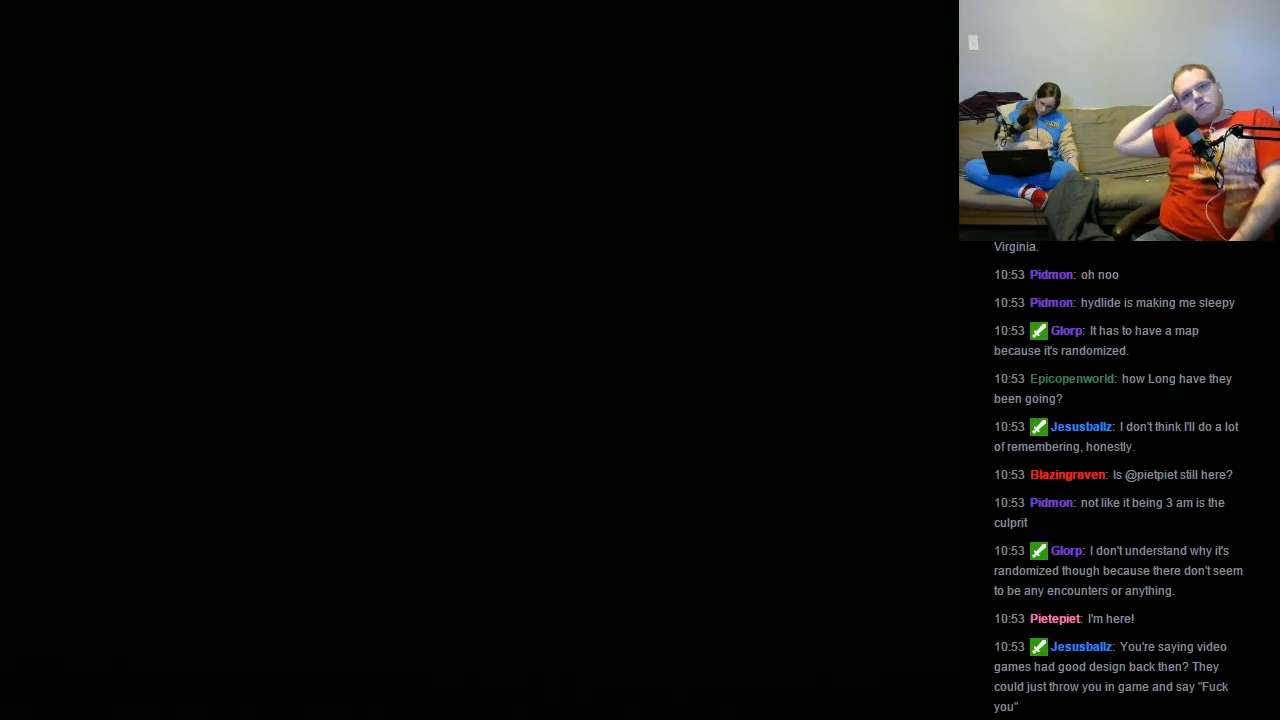 Virginia.
10:53 Pidmon: oh noo
10:53 Pidmon: hydlide is making me sleepy
10:53 Glorp: It has to have a map
because it's randomized.
10:53 Epicopenworld: how Long have they
been going?
10:53 Jesusballz: I don't think I'll do a lot
of remembering, honestly.
10:53 Blazingraven: Is @pietpiet still here?
10:53 Pidmon: not like it being 3 am is the
culprit
10:53 Glorp: I don't understand why it's
randomized though because there don't seem
to be any encounters or anything.
10:53 Pietepiet: I'm here!
10:53 Jesusballz: You're saying video
games had good design back then? They
could just throw you in game and say "Fuck
you"